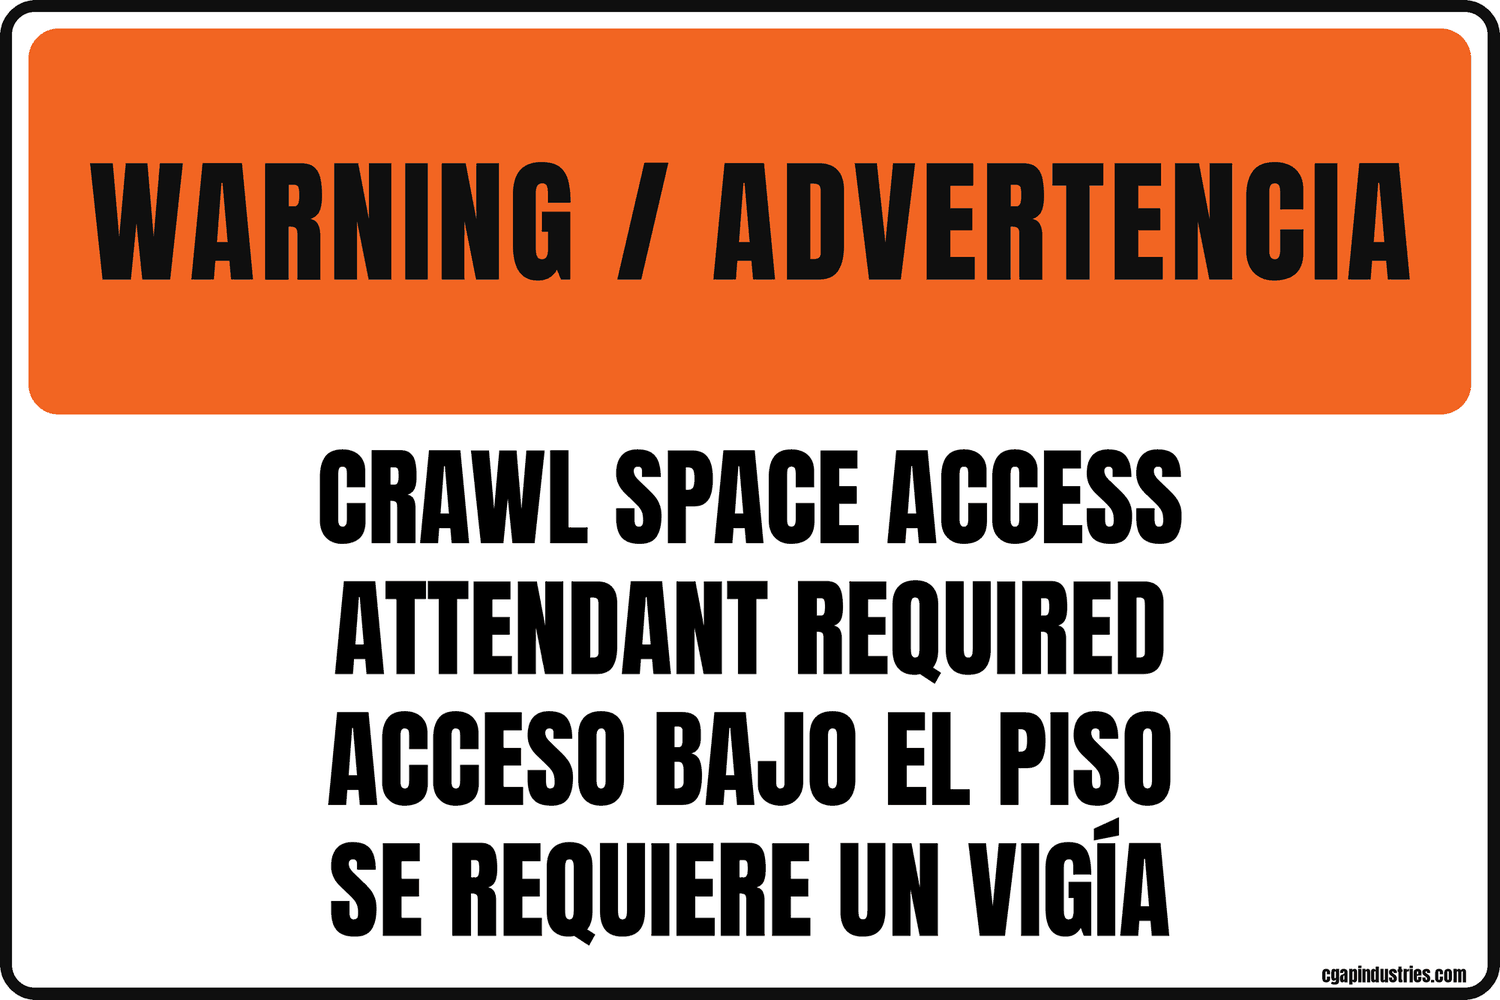 WARNING / ADVERTENCIA
CRAWL SPACE ACCESS
ATTENDANT REQUIRED
ACCESO BAJO EL PISO
SE REQUIERE UN VIGÍA
cgapindustries.com